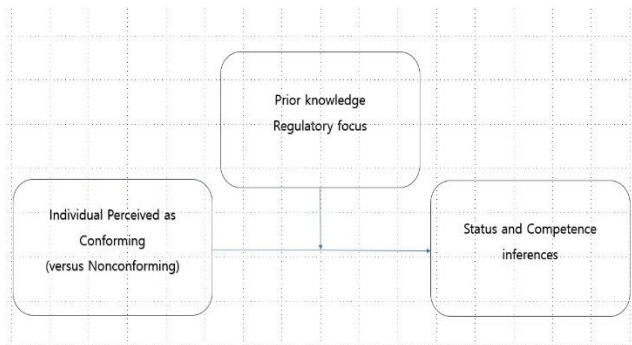 Prior knowledge
Regulatory focus
Individual Perceived as
Conforming
(versus Nonconforming)
Status and Competence
inferences